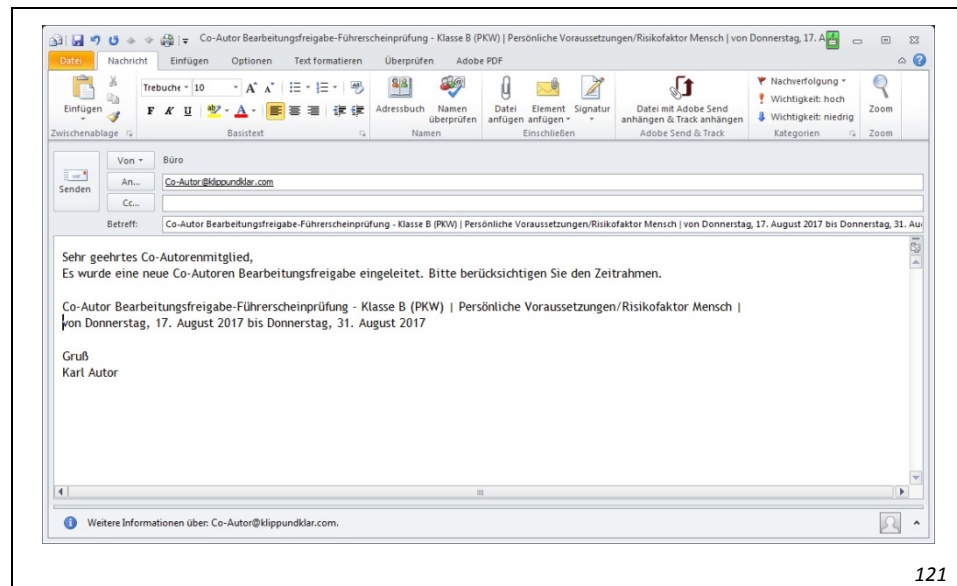 Co-Autor Bearbeitungsfreigabe-Führerscheinprüfung - Klasse B (PKW) | Persönliche Voraussetzungen/Risikofaktor Mensch | von Donnerstag, 17. A
Datei Nachricht Einfügen Optionen Text formatieren Überprüfen Adobe PDF
Trebuche 10
Einfügen
F K U
Adressbuch Namen überprüfen
Datei anfügen Element anfügen Signatur
Datei mit Adobe Send anhängen & Track anhängen
Nachverfolgung
Wichtigkeit: hoch
Wichtigkeit: niedrig
Zoom
Zwischenablage Basistext Namen Einschließen Adobe Send & Track Kategorien Zoom
Von Büro
Senden
An... Co-Autor@klippundklar.com
Cc...
Betreff: Co-Autor Bearbeitungsfreigabe-Führerscheinprüfung - Klasse B (PKW) | Persönliche Voraussetzungen/Risikofaktor Mensch | von Donnerstag, 17. August 2017 bis Donnerstag, 31. Au
Sehr geehrtes Co-Autorenmitglied,
Es wurde eine neue Co-Autoren Bearbeitungsfreigabe eingeleitet. Bitte berücksichtigen Sie den Zeitrahmen.
Co-Autor Bearbeitungsfreigabe-Führerscheinprüfung - Klasse B (PKW) | Persönliche Voraussetzungen/Risikofaktor Mensch |
von Donnerstag, 17. August 2017 bis Donnerstag, 31. August 2017
Gruß
Karl Autor
Weitere Informationen über: Co-Autor@klippundklar.com.
121